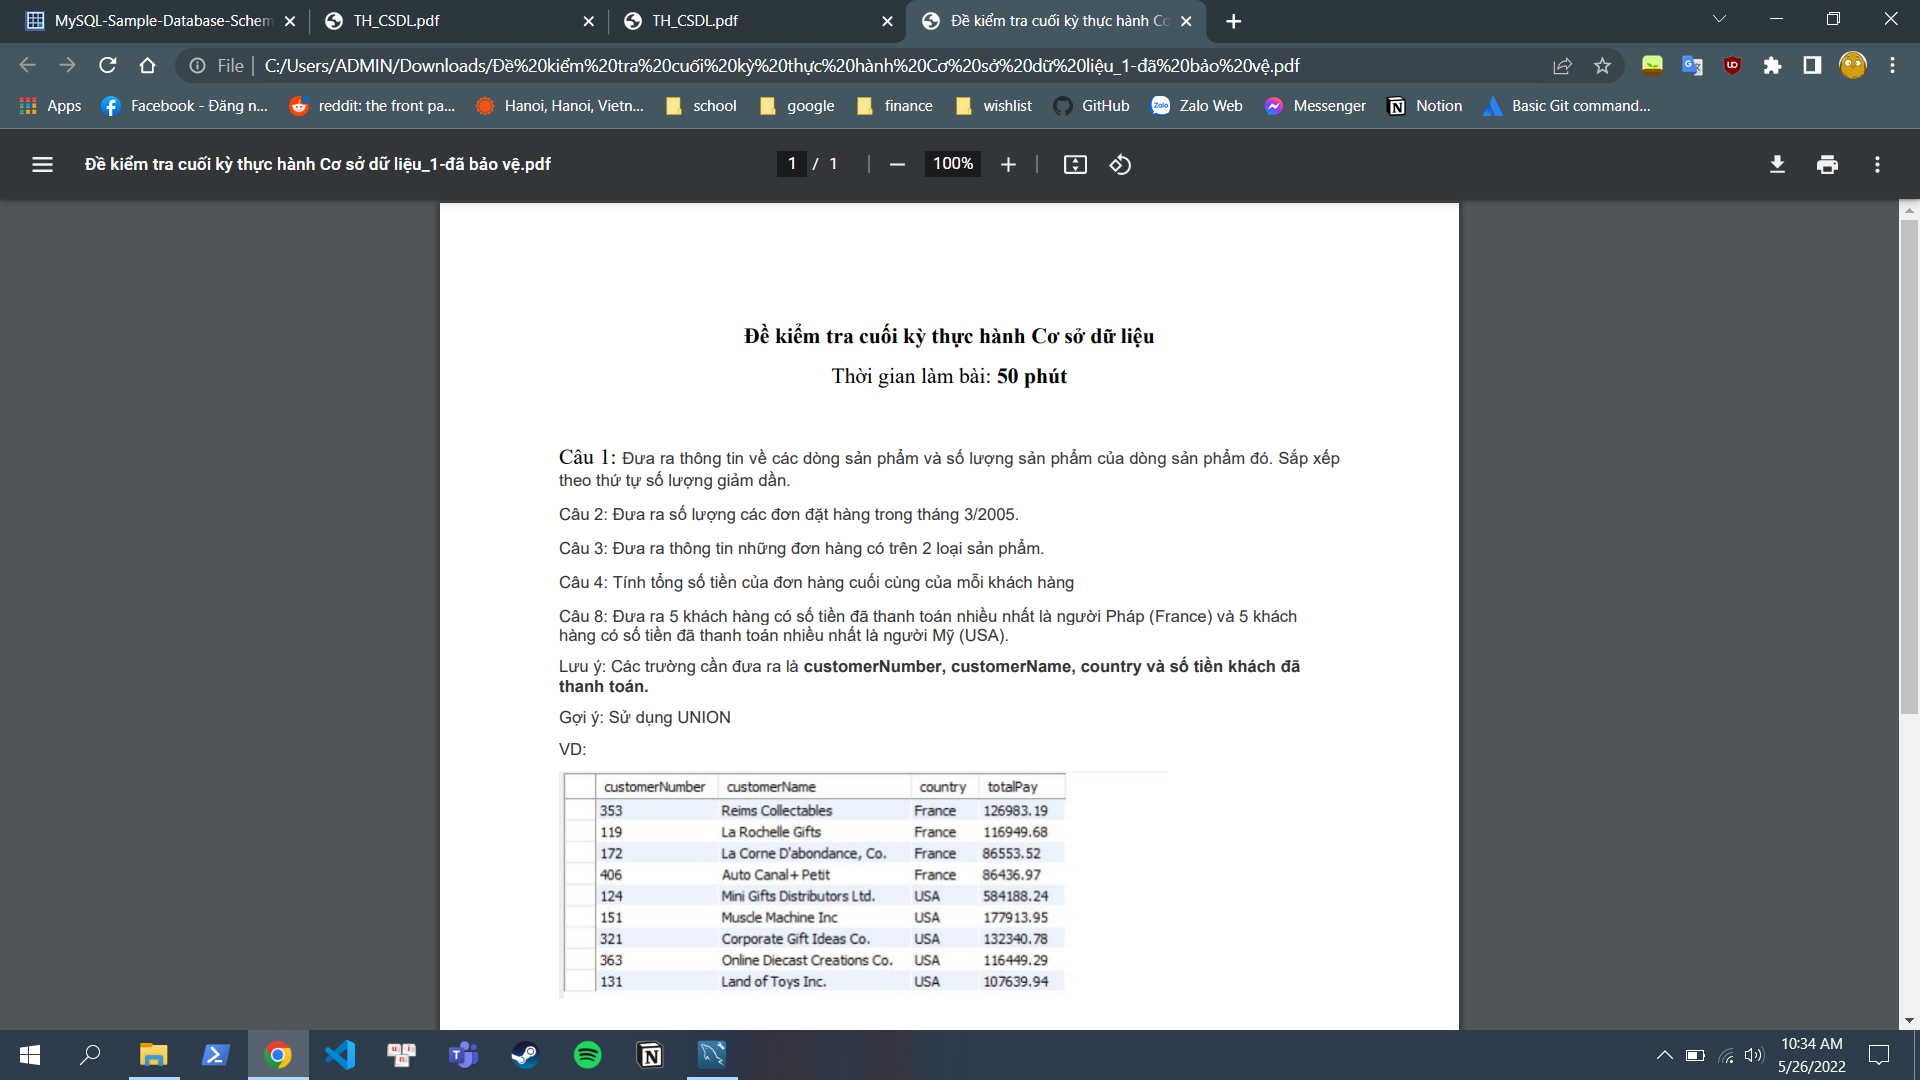 MySQL-Sample-Database-Schem
TH_CSDL.pdf
TH_CSDL.pdf
Đề kiểm tra cuối kỳ thực hành Cơ
File
C:/Users/ADMIN/Downloads/Đề%20kiểm%20tra%20cuối%20kỳ%20thực%20hành%20Cơ%20sở%20dữ%20liệu_1-đã%20bảo%20vệ.pdf
Apps
Facebook - Đăng n...
reddit: the front pa...
Hanoi, Hanoi, Vietn...
school
google
finance
wishlist
GitHub
Zalo Web
Messenger
Notion
Basic Git command...
Đề kiểm tra cuối kỳ thực hành Cơ sở dữ liệu_1-đã bảo vệ.pdf
1 / 1
100%
Đề kiểm tra cuối kỳ thực hành Cơ sở dữ liệu
Thời gian làm bài: 50 phút
Câu 1: Đưa ra thông tin về các dòng sản phẩm và số lượng sản phẩm của dòng sản phẩm đó. Sắp xếp
theo thứ tự số lượng giảm dần.
Câu 2: Đưa ra số lượng các đơn đặt hàng trong tháng 3/2005.
Câu 3: Đưa ra thông tin những đơn hàng có trên 2 loại sản phẩm.
Câu 4: Tính tổng số tiền của đơn hàng cuối cùng của mỗi khách hàng
Câu 8: Đưa ra 5 khách hàng có số tiền đã thanh toán nhiều nhất là người Pháp (France) và 5 khách
hàng có số tiền đã thanh toán nhiều nhất là người Mỹ (USA).
Lưu ý: Các trường cần đưa ra là customerNumber, customerName, country và số tiền khách đã
thanh toán.
Gợi ý: Sử dụng UNION
VD:
customerNumber customerName country totalPay
353 Reims Collectables France 126983.19
119 La Rochelle Gifts France 116949.68
172 La Corne D'abondance, Co. France 86553.52
406 Auto Canal+ Petit France 86436.97
124 Mini Gifts Distributors Ltd. USA 584188.24
151 Muscle Machine Inc USA 177913.95
321 Corporate Gift Ideas Co. USA 132340.78
363 Online Diecast Creations Co. USA 116449.29
131 Land of Toys Inc. USA 107639.94
10:34 AM
5/26/2022